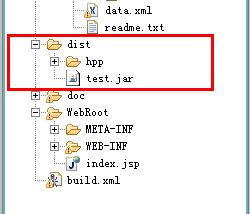 data.xml
readme.txt
dist
hpp
test.jar
doc
WebRoot
META-INF
WEB-INF
index.jsp
build.xml